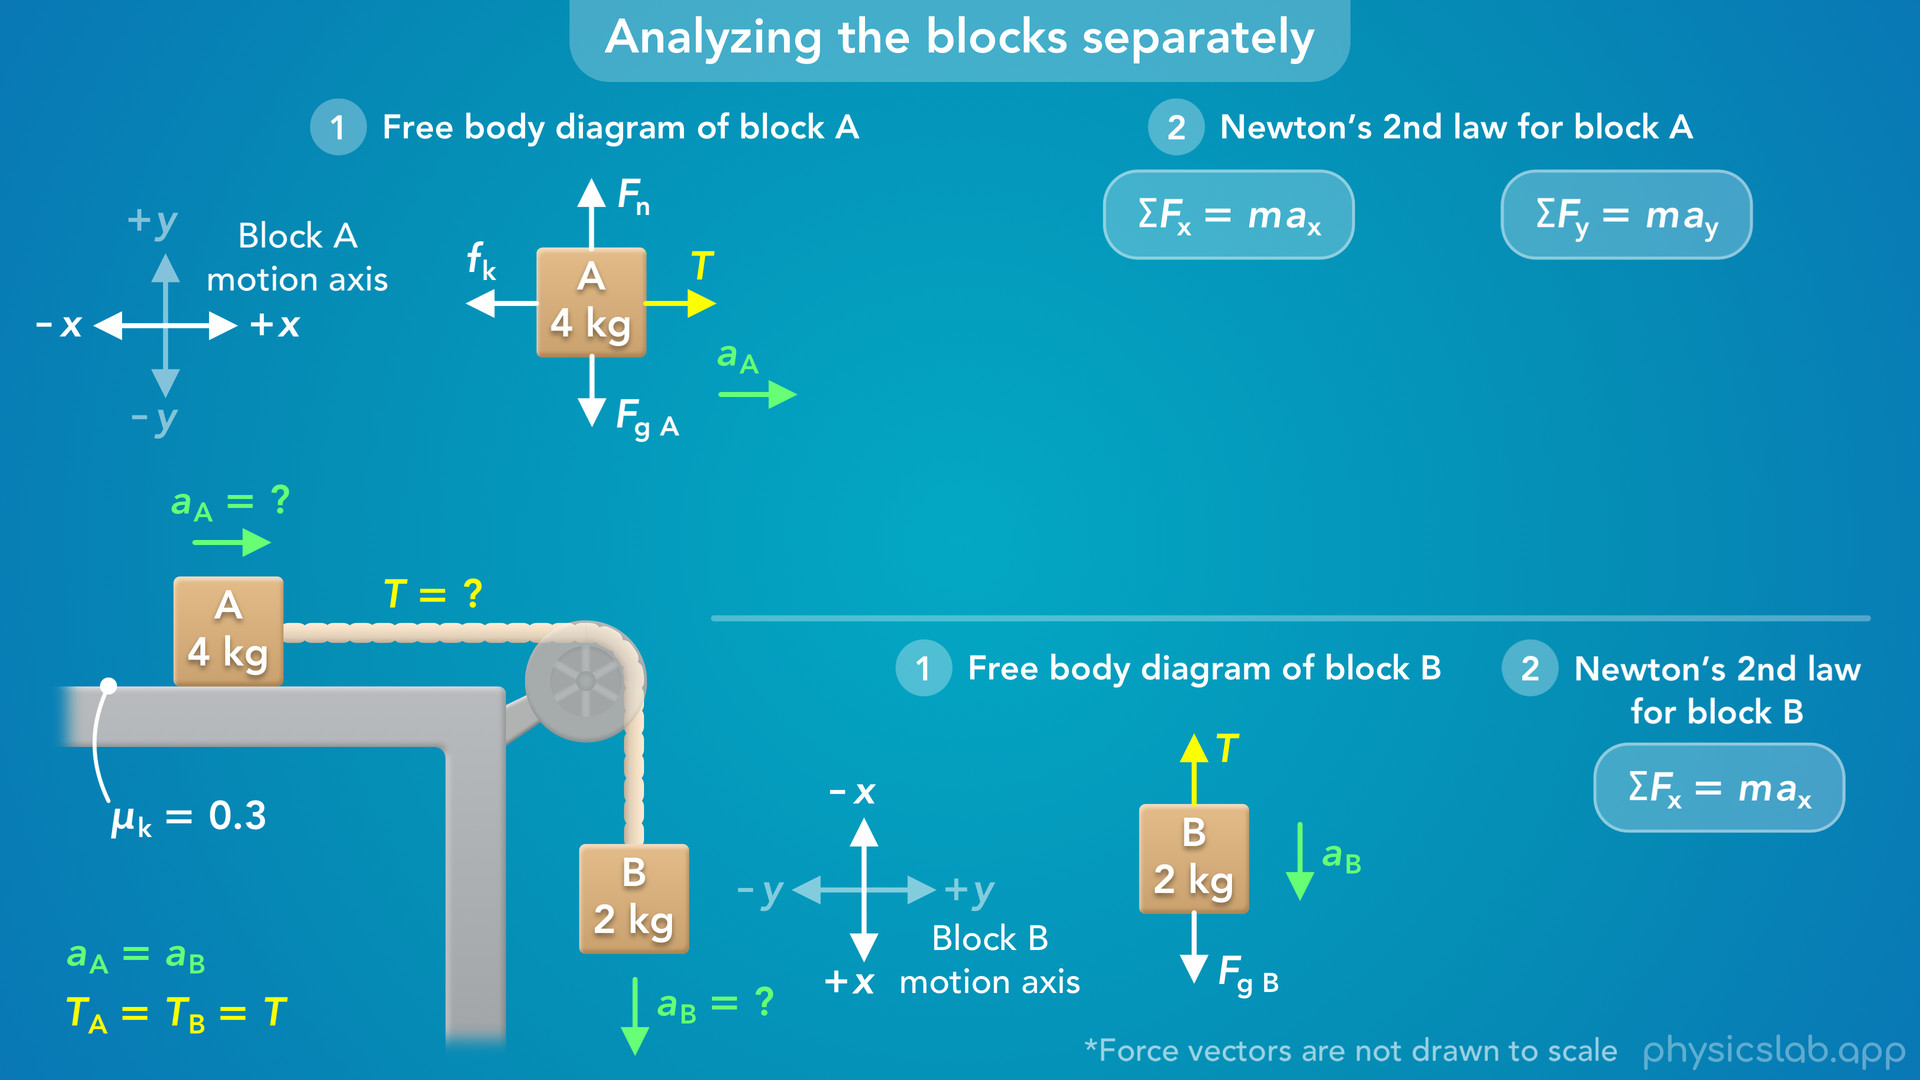 Analyzing the blocks separately
1 Free body diagram of block A
2 Newton's 2nd law for block A
ΣFx = max
ΣFy = may
+y
Block A
motion axis
-x
+x
-y
Fn
fk
T
A
4 kg
aA
Fg A
aA = ?
A
4 kg
T = ?
μk = 0.3
B
2 kg
aB = ?
aA = aB
TA = TB = T
1 Free body diagram of block B
2 Newton's 2nd law
for block B
ΣFx = max
-x
-y
+y
+x
Block B
motion axis
T
B
2 kg
aB
Fg B
*Force vectors are not drawn to scale
physicslab.app